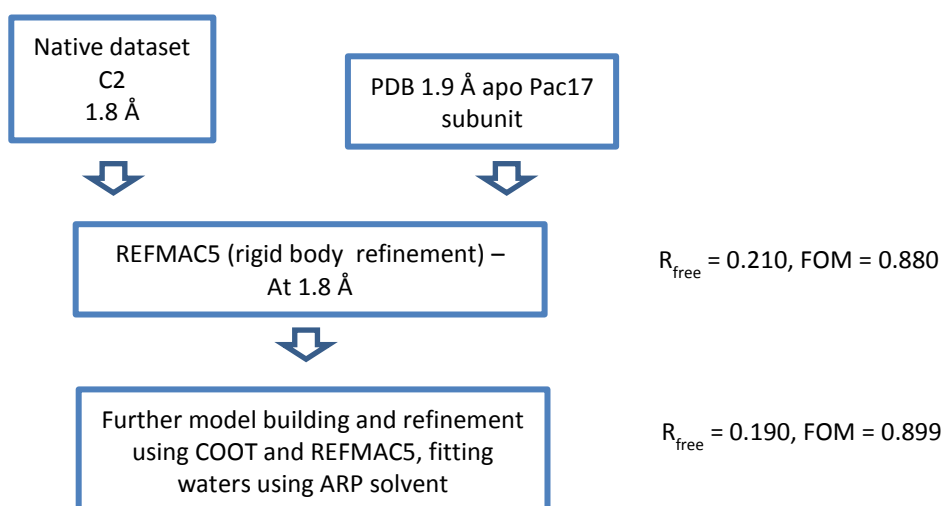 Native dataset
C2
1.8 Å
PDB 1.9 Å apo Pac17
subunit
REFMAC5 (rigid body refinement) –
At 1.8 Å
R_free = 0.210, FOM = 0.880
Further model building and refinement
using COOT and REFMAC5, fitting
waters using ARP solvent
R_free = 0.190, FOM = 0.899